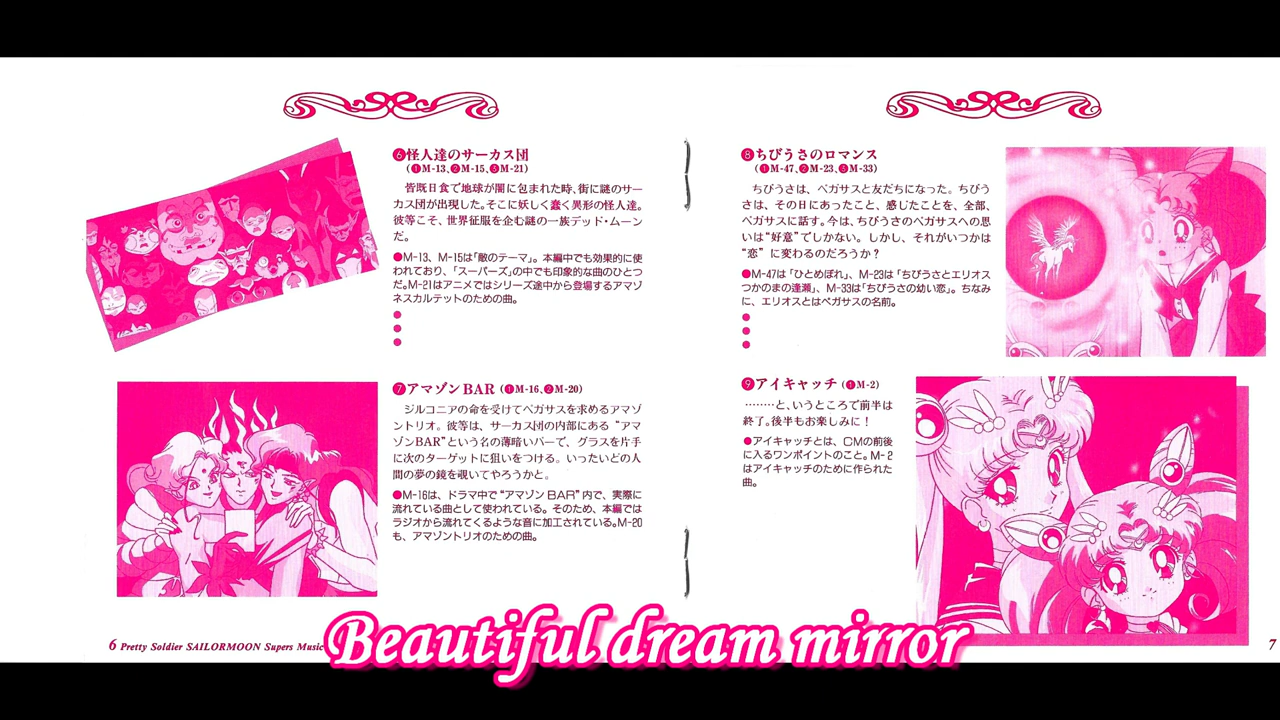 ❻怪人達のサーカス団
(❶M-13、❷M-15、❸M-21)
皆既日食で地球が闇に包まれた時、街に謎のサー
カス団が出現した。そこに妖しく蠢く異形の怪人達。
彼等こそ、世界征服を企む謎の一族デッド・ムーン
だ。
●M-13、M-15は「敵のテーマ」。本編中でも効果的に使
われており、「スーパーズ」の中でも印象的な曲のひとつ
だ。M-21はアニメではシリーズ途中から登場するアマゾ
ネスカルテットのための曲。
❼アマゾンBAR (❶M-16、❷M-20)
ジルコニアの命を受けてペガサスを求めるアマゾ
ントリオ。彼等は、サーカス団の内部にある“アマ
ゾンBAR”という名の薄暗いバーで、グラスを片手
に次のターゲットに狙いをつける。いったいどの人
間の夢の鏡を覗いてやろうかと。
●M-16は、ドラマ中で“アマゾンBAR”内で、実際に
流れている曲として使われている。そのため、本編では
ラジオから流れてくるような音に加工されている。M-20
も、アマゾントリオのための曲。
6 Pretty Soldier SAILORMOON Supers Music
❽ちびうさのロマンス
(❶M-47、❷M-23、❸M-33)
ちびうさは、ペガサスと友だちになった。ちびう
さは、その日にあったこと、感じたことを、全部、
ペガサスに話す。今は、ちびうさのペガサスへの思
いは“好意”でしかない。しかし、それがいつかは
“恋”に変わるのだろうか？
●M-47は「ひとめぼれ」、M-23は「ちびうさとエリオス
つかのまの逢瀬」、M-33は「ちびうさの幼い恋」。ちなみ
に、エリオスとはペガサスの名前。
❾アイキャッチ (❶M-2)
………と、いうところで前半は
終了。後半もお楽しみに！
●アイキャッチとは、CMの前後
に入るワンポイントのこと。M-2
はアイキャッチのために作られた
曲。
7
Beautiful dream mirror